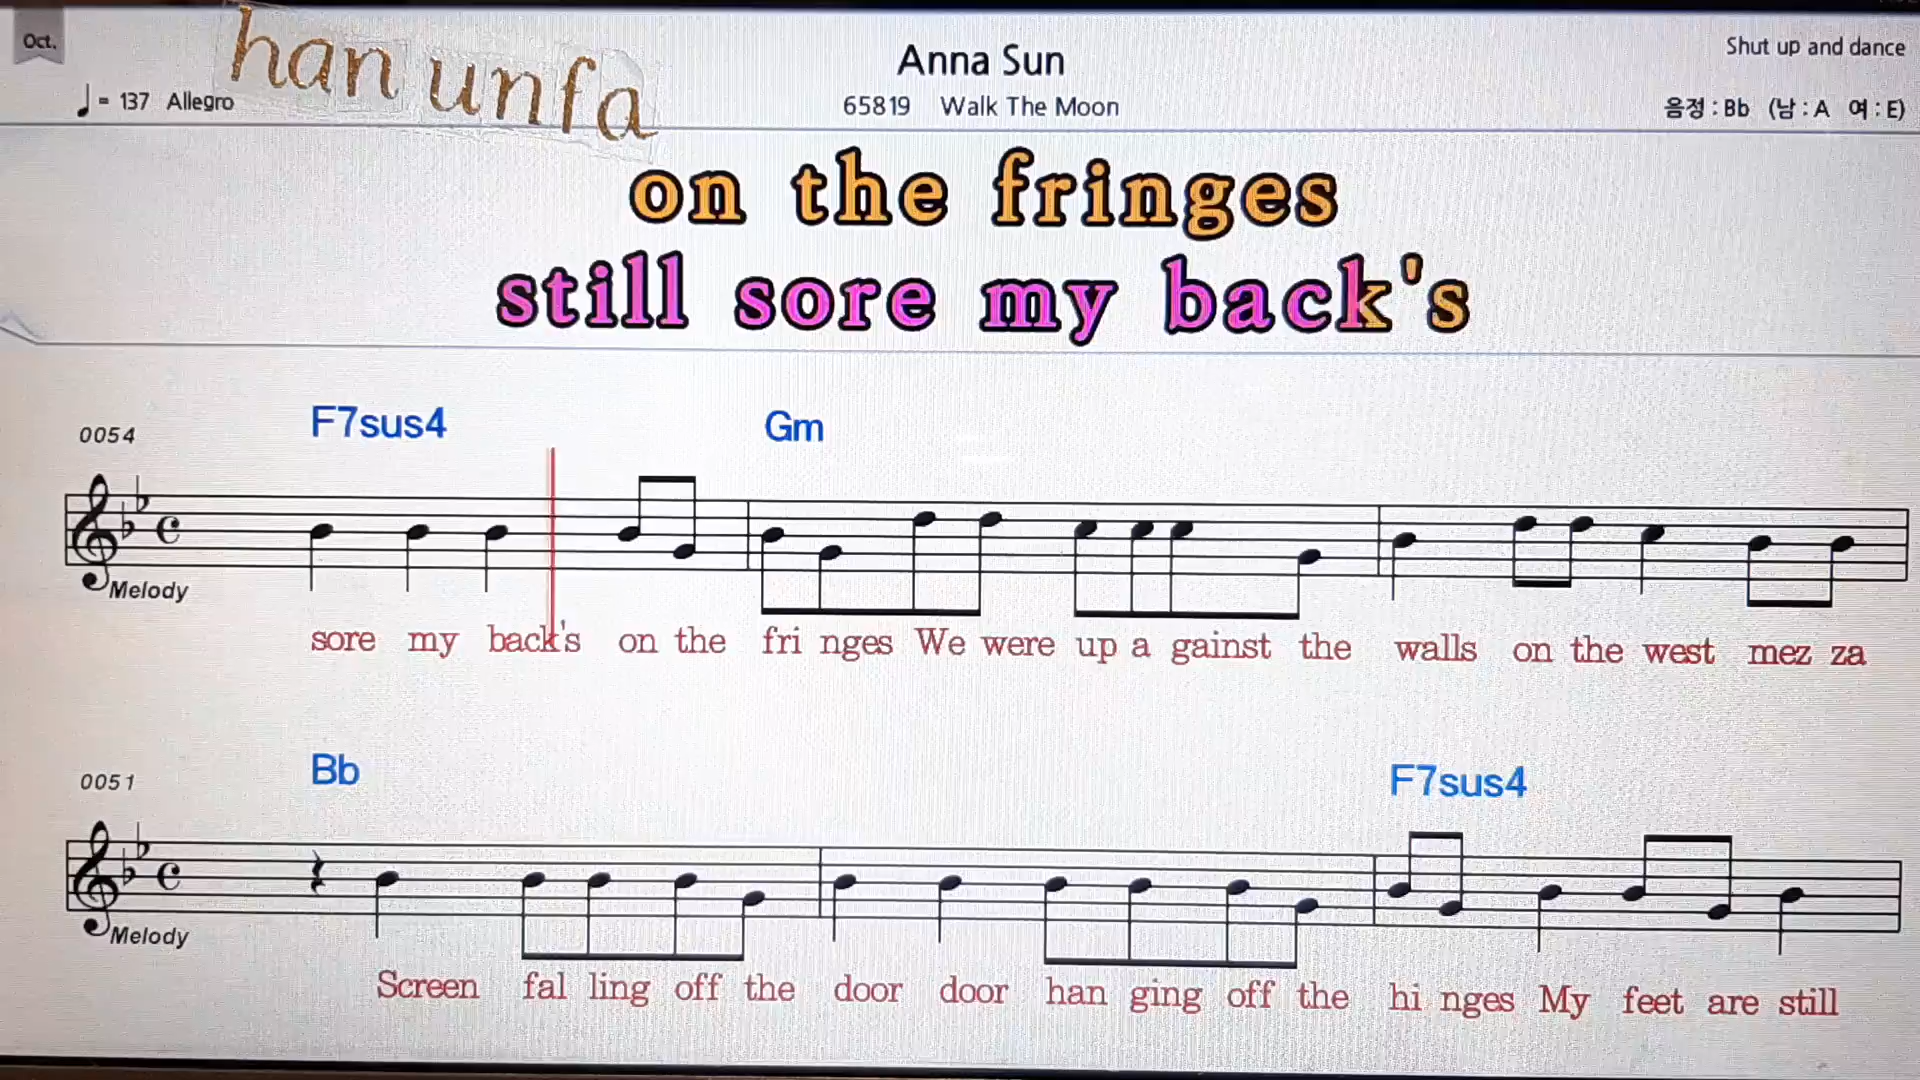 Oct.
han unfa
Anna Sun
Shut up and dance
= 137 Allegro
65819 Walk The Moon
음정 : Bb (남 : A 여 : E)
on the fringes
still sore my back's
F7sus4 Gm
0054
Melody
sore my back's on the fri nges We were up a gainst the walls on the west mez za
Bb F7sus4
0051
Melody
Screen fal ling off the door door han ging off the hi nges My feet are still